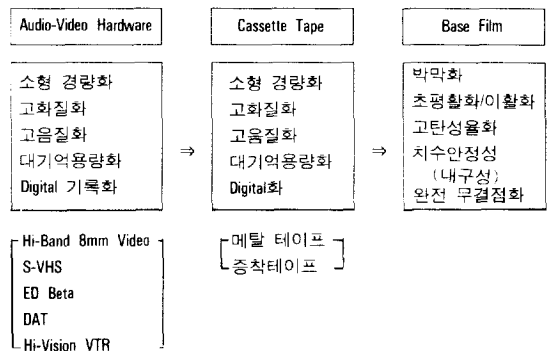 Audio-Video Hardware
소형 경량화
고화질화
고음질화
대기억용량화
Digital 기록화
Hi-Band 8mm Video
S-VHS
ED Beta
DAT
Hi-Vision VTR
⇒
Cassette Tape
소형 경량화
고화질화
고음질화
대기억용량화
Digital화
메탈 테이프
증착테이프
⇒
Base Film
박막화
초평활화/이활화
고탄성율화
치수안정성
(내구성)
완전 무결점화